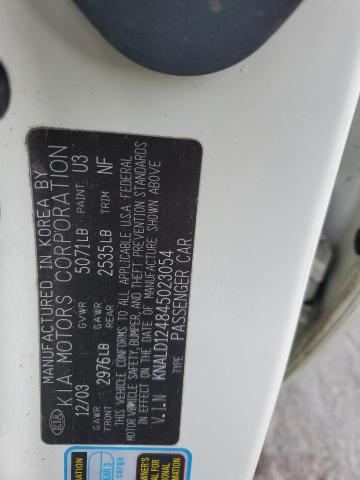 MANUFACTURED IN KOREA BY
KIA MOTORS CORPORATION
12/03 GVWR 5071LB PAINT U3
GAWR FRONT 2976LB GAWR REAR 2535LB TRIM NF
THIS VEHICLE CONFORMS TO ALL APPLICABLE U.S.A. FEDERAL
MOTOR VEHICLE SAFETY, BUMPER, AND THEFT PREVENTION STANDARDS
IN EFFECT ON THE DATE OF MANUFACTURE SHOWN ABOVE
V.I.N KNALD124845023054
TYPE PASSENGER CAR
KIA
cargo